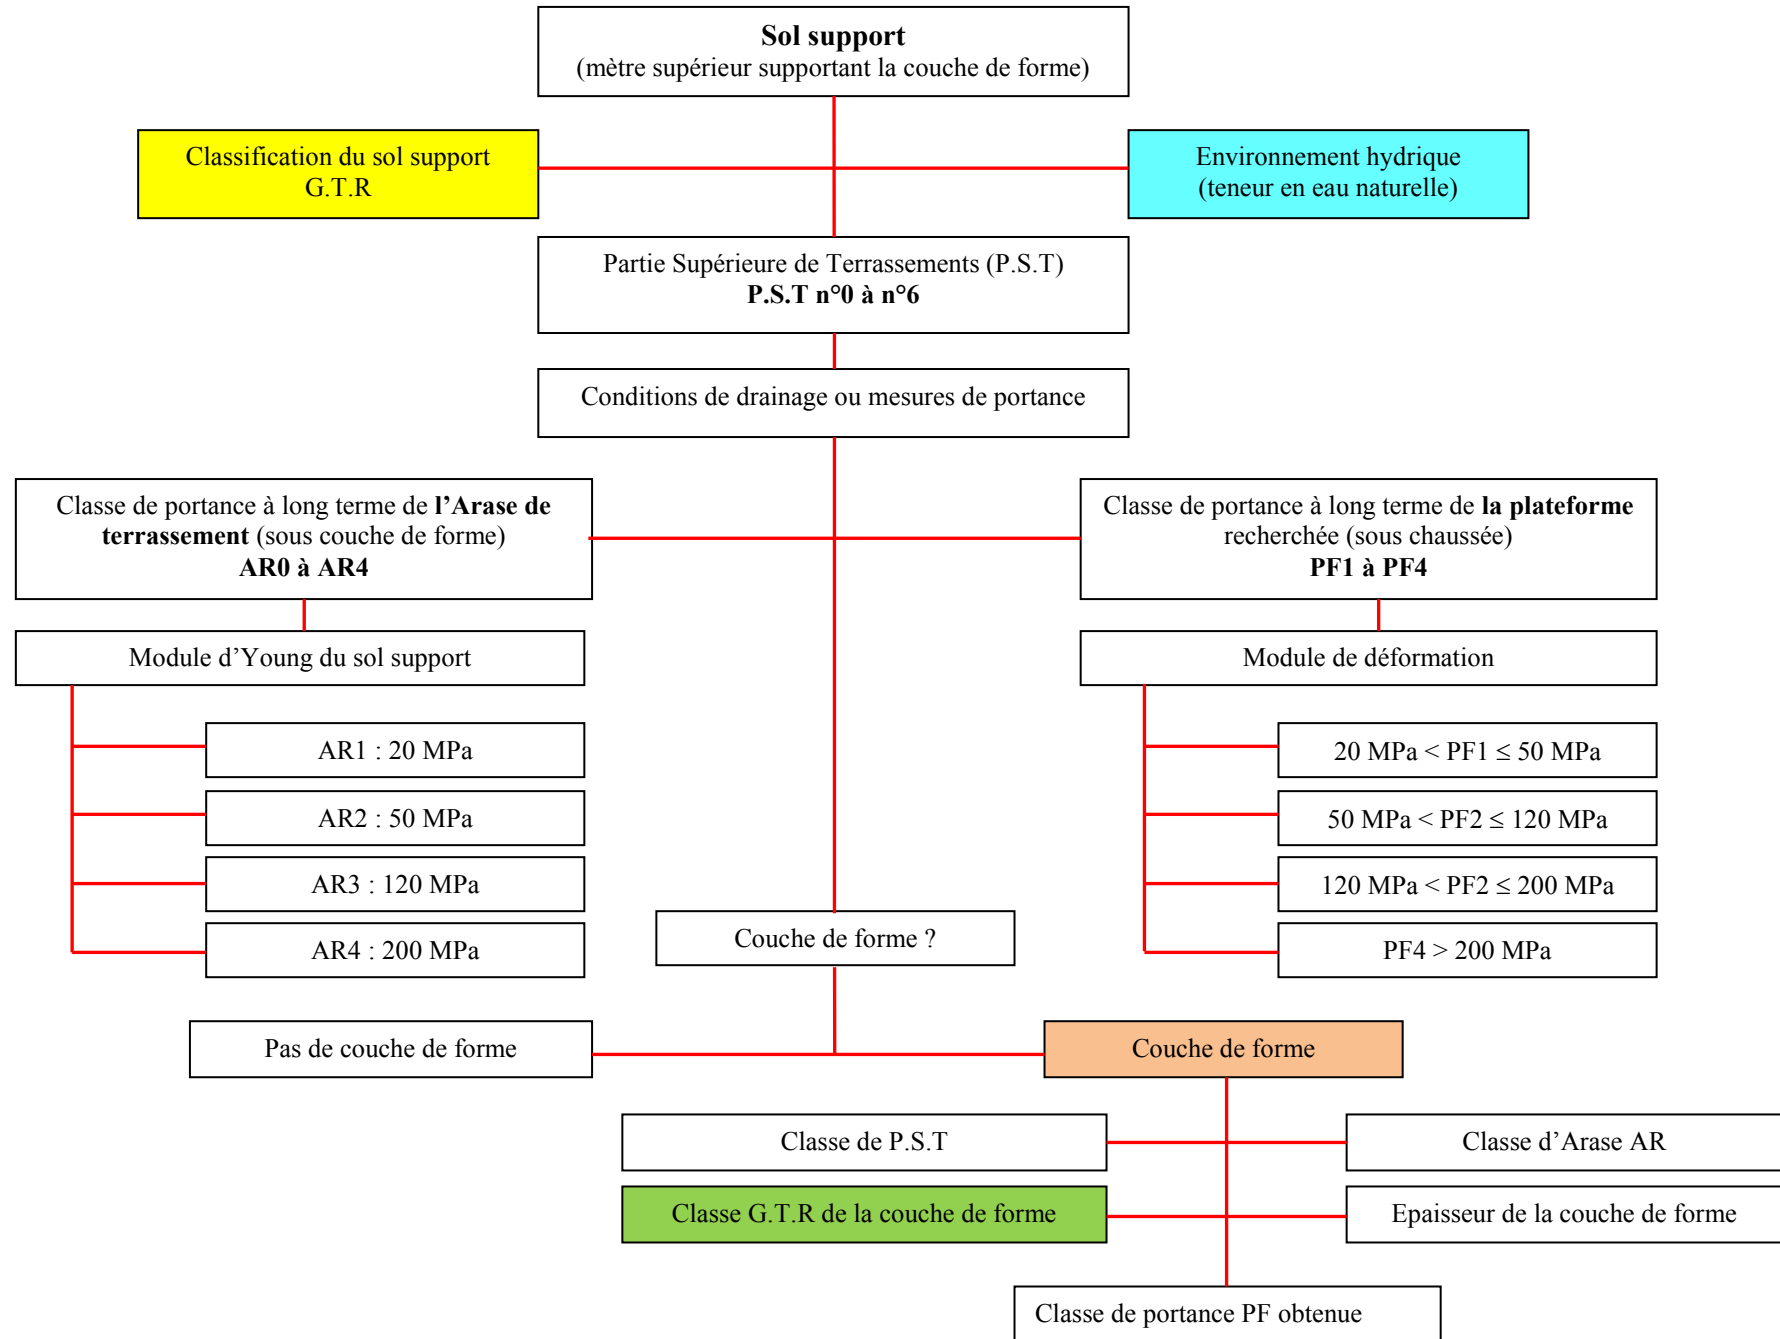 Sol support
(mètre supérieur supportant la couche de forme)
Classification du sol support
G.T.R
Environnement hydrique
(teneur en eau naturelle)
Partie Supérieure de Terrassements (P.S.T)
P.S.T n°0 à n°6
Conditions de drainage ou mesures de portance
Classe de portance à long terme de l’Arase de
terrassement (sous couche de forme)
AR0 à AR4
Classe de portance à long terme de la plateforme
recherchée (sous chaussée)
PF1 à PF4
Module d’Young du sol support
Module de déformation
AR1 : 20 MPa
AR2 : 50 MPa
AR3 : 120 MPa
AR4 : 200 MPa
20 MPa < PF1 ≤ 50 MPa
50 MPa < PF2 ≤ 120 MPa
120 MPa < PF2 ≤ 200 MPa
PF4 > 200 MPa
Couche de forme ?
Pas de couche de forme
Couche de forme
Classe de P.S.T
Classe d’Arase AR
Classe G.T.R de la couche de forme
Epaisseur de la couche de forme
Classe de portance PF obtenue